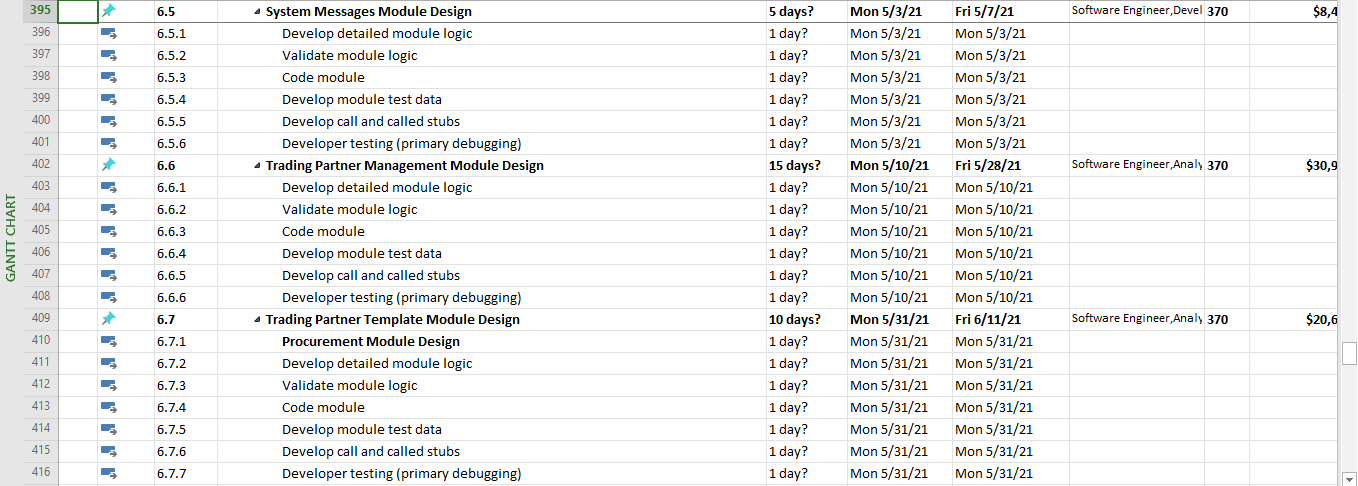 GANTT CHART
395 6.5 System Messages Module Design 5 days? Mon 5/3/21 Fri 5/7/21 Software Engineer,Devel 370 $8,4
396 6.5.1 Develop detailed module logic 1 day? Mon 5/3/21 Mon 5/3/21
397 6.5.2 Validate module logic 1 day? Mon 5/3/21 Mon 5/3/21
398 6.5.3 Code module 1 day? Mon 5/3/21 Mon 5/3/21
399 6.5.4 Develop module test data 1 day? Mon 5/3/21 Mon 5/3/21
400 6.5.5 Develop call and called stubs 1 day? Mon 5/3/21 Mon 5/3/21
401 6.5.6 Developer testing (primary debugging) 1 day? Mon 5/3/21 Mon 5/3/21
402 6.6 Trading Partner Management Module Design 15 days? Mon 5/10/21 Fri 5/28/21 Software Engineer,Analy 370 $30,9
403 6.6.1 Develop detailed module logic 1 day? Mon 5/10/21 Mon 5/10/21
404 6.6.2 Validate module logic 1 day? Mon 5/10/21 Mon 5/10/21
405 6.6.3 Code module 1 day? Mon 5/10/21 Mon 5/10/21
406 6.6.4 Develop module test data 1 day? Mon 5/10/21 Mon 5/10/21
407 6.6.5 Develop call and called stubs 1 day? Mon 5/10/21 Mon 5/10/21
408 6.6.6 Developer testing (primary debugging) 1 day? Mon 5/10/21 Mon 5/10/21
409 6.7 Trading Partner Template Module Design 10 days? Mon 5/31/21 Fri 6/11/21 Software Engineer,Analy 370 $20,6
410 6.7.1 Procurement Module Design 1 day? Mon 5/31/21 Mon 5/31/21
411 6.7.2 Develop detailed module logic 1 day? Mon 5/31/21 Mon 5/31/21
412 6.7.3 Validate module logic 1 day? Mon 5/31/21 Mon 5/31/21
413 6.7.4 Code module 1 day? Mon 5/31/21 Mon 5/31/21
414 6.7.5 Develop module test data 1 day? Mon 5/31/21 Mon 5/31/21
415 6.7.6 Develop call and called stubs 1 day? Mon 5/31/21 Mon 5/31/21
416 6.7.7 Developer testing (primary debugging) 1 day? Mon 5/31/21 Mon 5/31/21